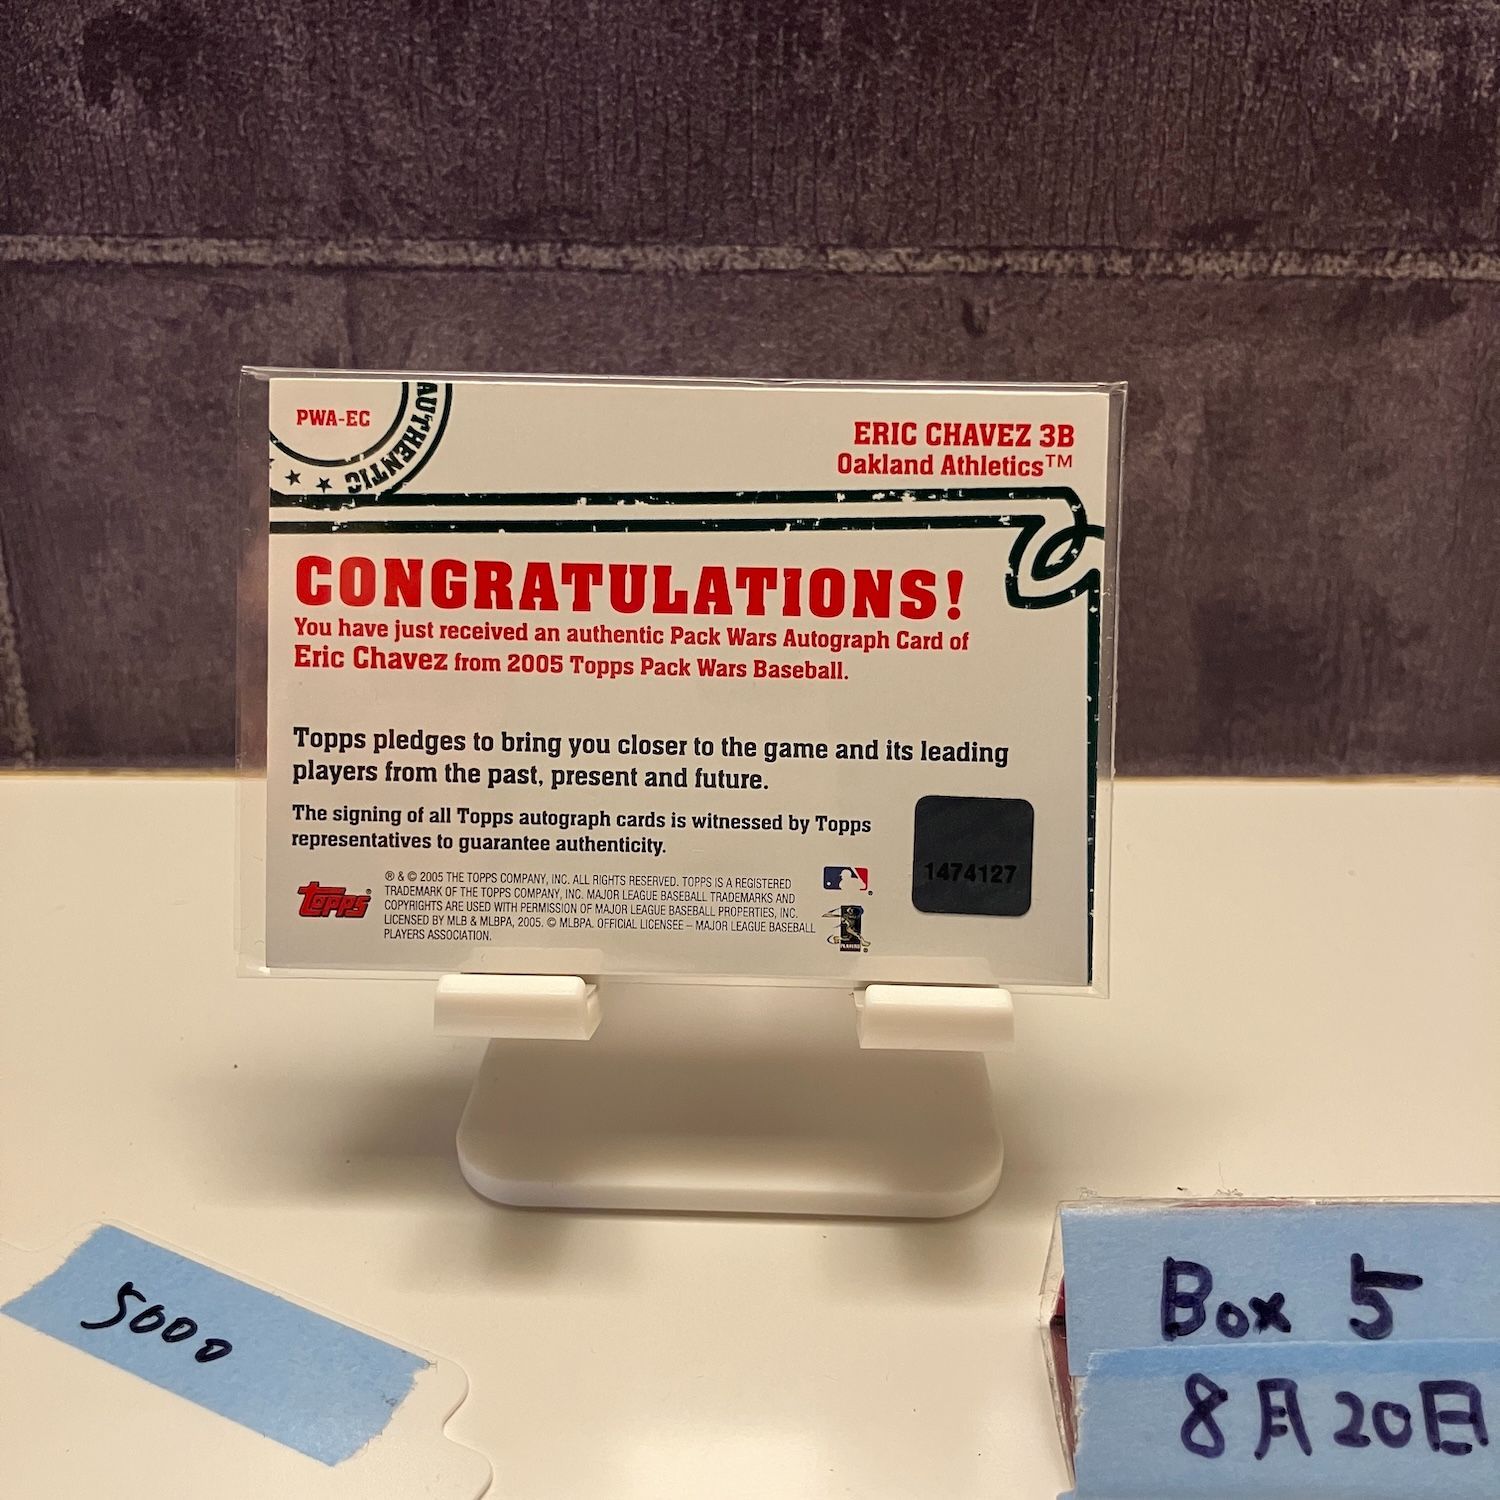 PWA-EC
AUTHENTIC
ERIC CHAVEZ 3B
Oakland Athletics™
CONGRATULATIONS!
You have just received an authentic Pack Wars Autograph Card of
Eric Chavez from 2005 Topps Pack Wars Baseball.
Topps pledges to bring you closer to the game and its leading
players from the past, present and future.
The signing of all Topps autograph cards is witnessed by Topps
representatives to guarantee authenticity.
topps®
® & © 2005 THE TOPPS COMPANY, INC. ALL RIGHTS RESERVED. TOPPS IS A REGISTERED
TRADEMARK OF THE TOPPS COMPANY, INC. MAJOR LEAGUE BASEBALL TRADEMARKS AND
COPYRIGHTS ARE USED WITH PERMISSION OF MAJOR LEAGUE BASEBALL PROPERTIES, INC.
LICENSED BY MLB & MLBPA, 2005. © MLBPA. OFFICIAL LICENSEE – MAJOR LEAGUE BASEBALL
PLAYERS ASSOCIATION.
PLAYERS
1474127
5000
Box 5
8月20日